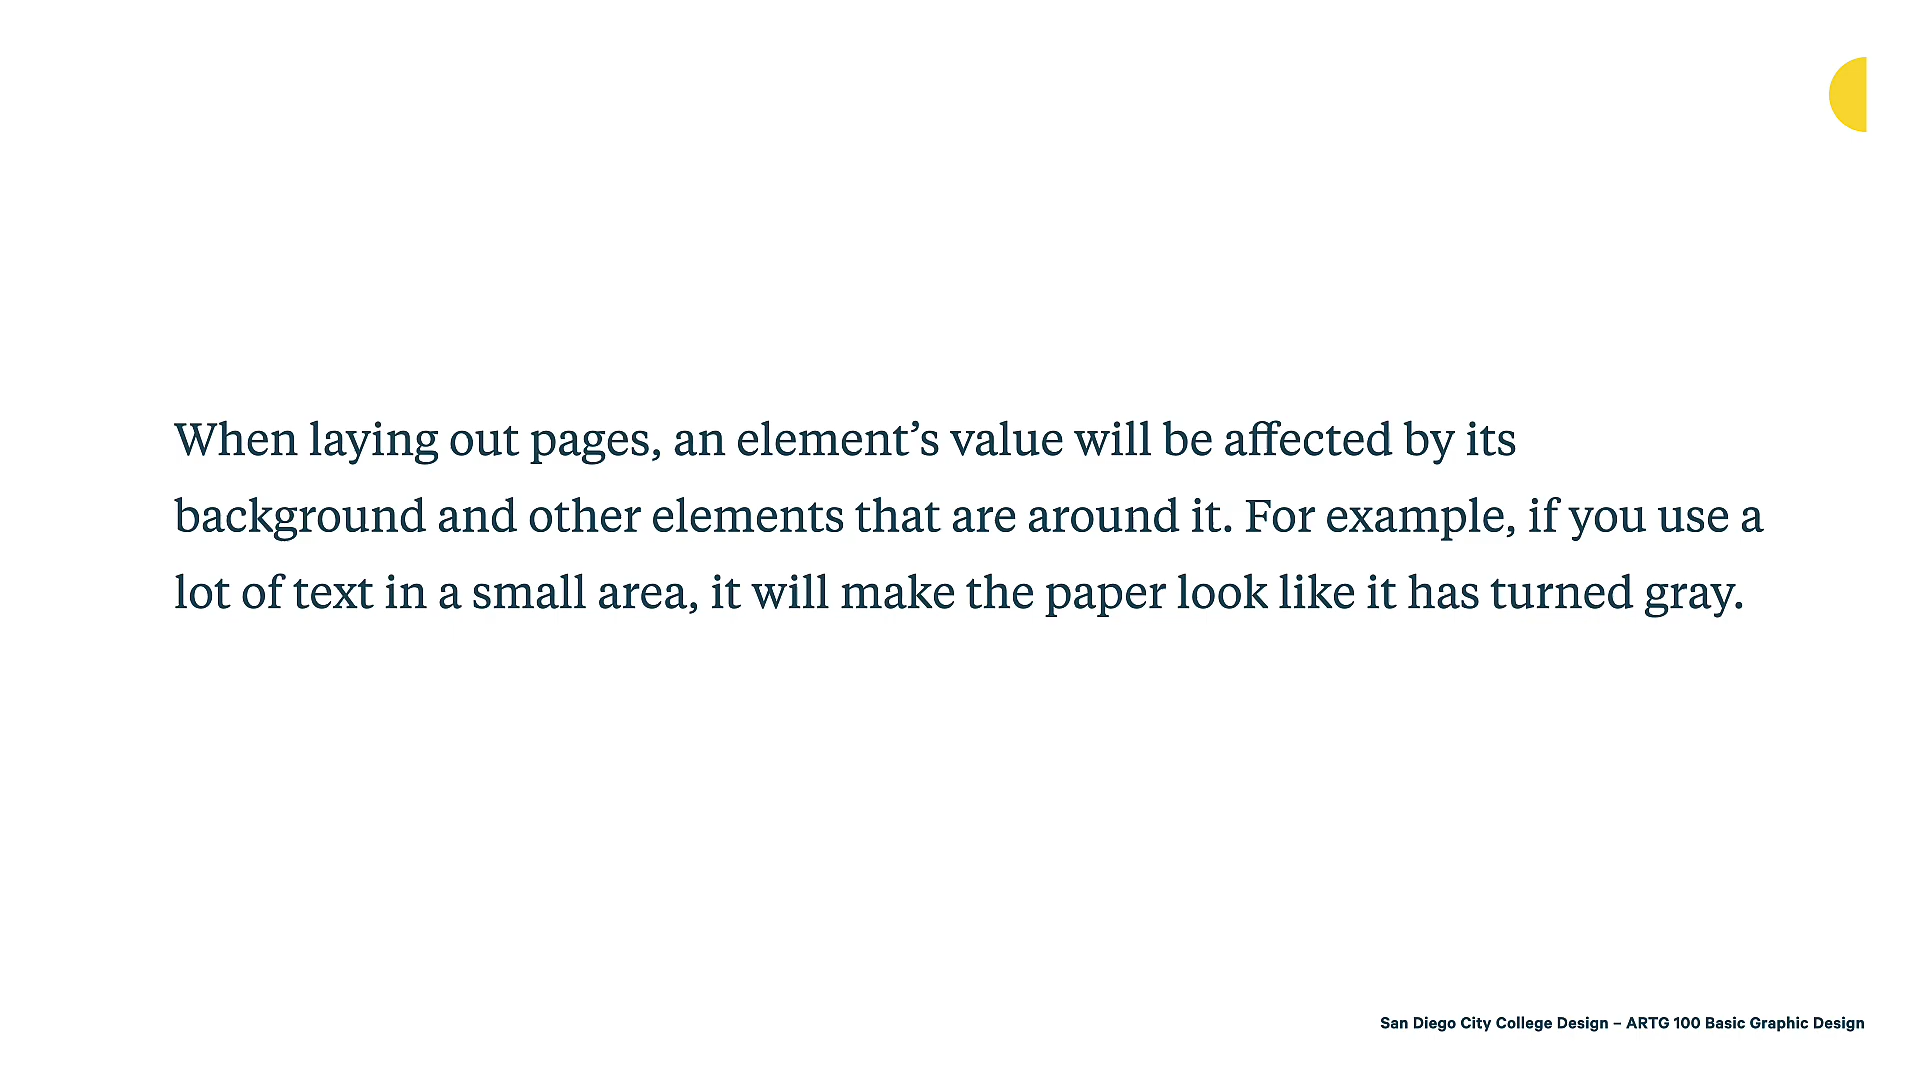 When laying out pages, an element’s value will be affected by its
background and other elements that are around it. For example, if you use a
lot of text in a small area, it will make the paper look like it has turned gray.
San Diego City College Design – ARTG 100 Basic Graphic Design